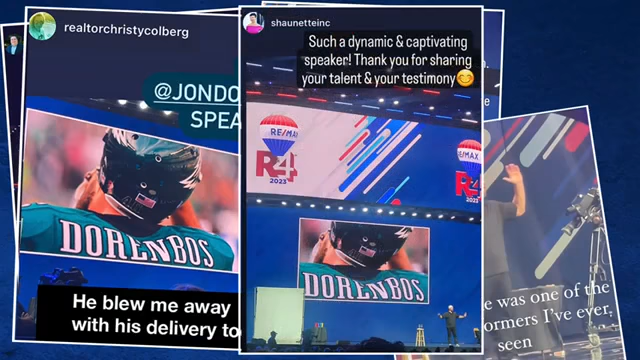 realtorchristycolberg
@JONDO
SPEA
DORENBOS
He blew me away
with his delivery to
shaunetteinc
Such a dynamic & captivating
speaker! Thank you for sharing
your talent & your testimony😊
RE/MAX
R4
2023
RE/MAX
R4
2023
DORENBOS
e was one of the
ormers I've ever
seen